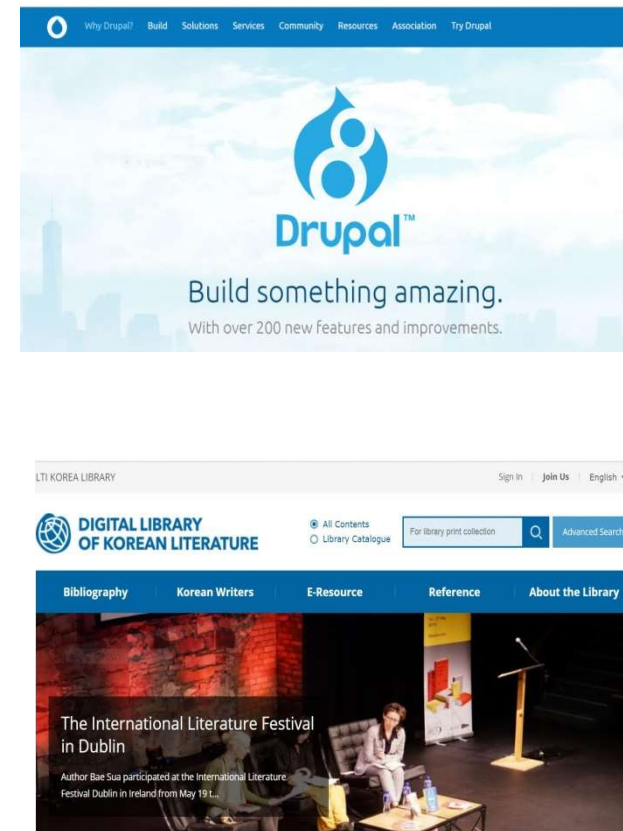 Why Drupal? Build Solutions Services Community Resources Association Try Drupal
8
Drupal™
Build something amazing.
With over 200 new features and improvements.
LTI KOREA LIBRARY
Sign In Join Us English
DIGITAL LIBRARY
OF KOREAN LITERATURE
All Contents
Library Catalogue
For library print collection
Advanced Search
Bibliography Korean Writers E-Resource Reference About the Library
The International Literature Festival
in Dublin
Author Bae Sua participated at the International Literature
Festival Dublin in Ireland from May 19 t...